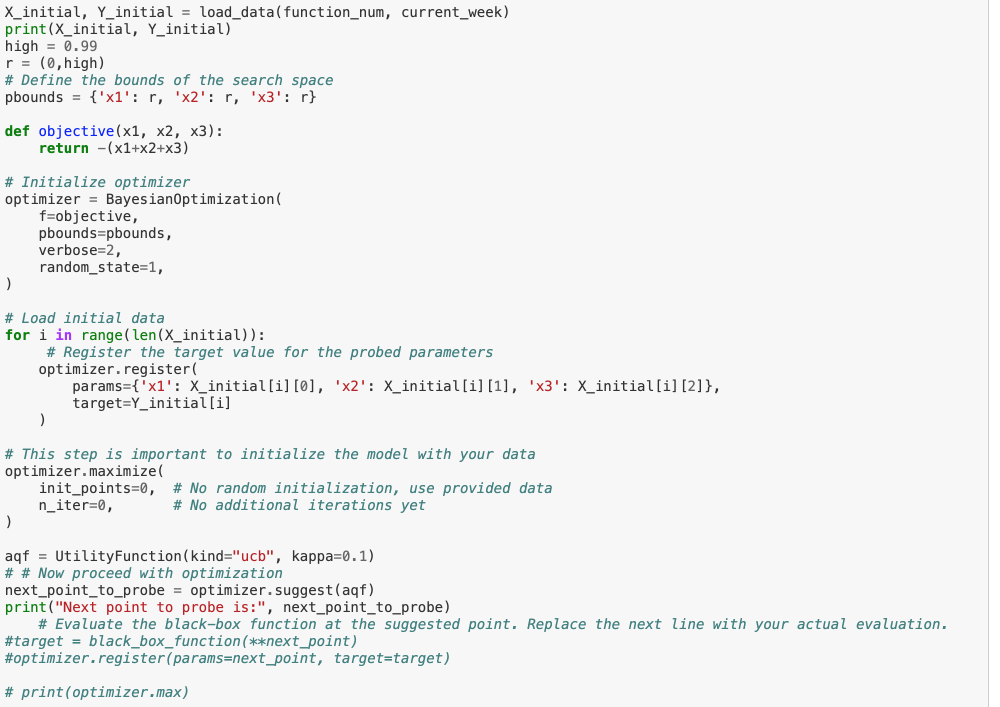 X_initial, Y_initial = load_data(function_num, current_week)
print(X_initial, Y_initial)
high = 0.99
r = (0,high)
# Define the bounds of the search space
pbounds = {'x1': r, 'x2': r, 'x3': r}

def objective(x1, x2, x3):
    return -(x1+x2+x3)

# Initialize optimizer
optimizer = BayesianOptimization(
    f=objective,
    pbounds=pbounds,
    verbose=2,
    random_state=1,
)

# Load initial data
for i in range(len(X_initial)):
     # Register the target value for the probed parameters
    optimizer.register(
        params={'x1': X_initial[i][0], 'x2': X_initial[i][1], 'x3': X_initial[i][2]},
        target=Y_initial[i]
    )

# This step is important to initialize the model with your data
optimizer.maximize(
    init_points=0,  # No random initialization, use provided data
    n_iter=0,       # No additional iterations yet
)

aqf = UtilityFunction(kind="ucb", kappa=0.1)
# # Now proceed with optimization
next_point_to_probe = optimizer.suggest(aqf)
print("Next point to probe is:", next_point_to_probe)
    # Evaluate the black-box function at the suggested point. Replace the next line with your actual evaluation.
#target = black_box_function(**next_point)
#optimizer.register(params=next_point, target=target)

# print(optimizer.max)